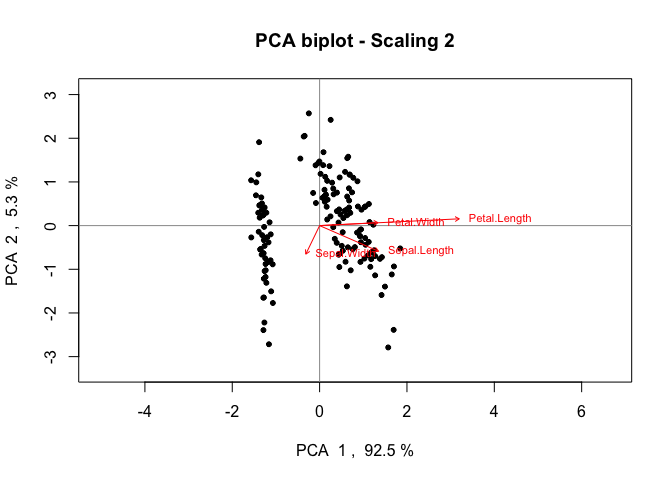 PCA biplot - Scaling 2
PCA 2 , 5.3 %
3
2
1
0
-1
-2
-3
Petal.Length
Petal.Width
Sepal.Length
Sepal.Width
-4
-2
0
2
4
6
PCA 1 , 92.5 %